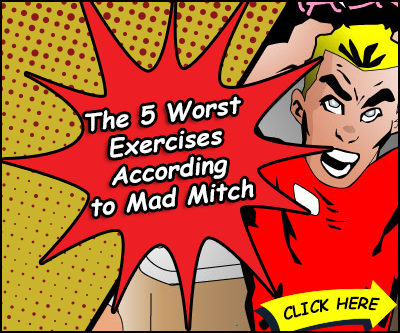 The 5 Worst
Exercises
According
to Mad Mitch
CLICK HERE